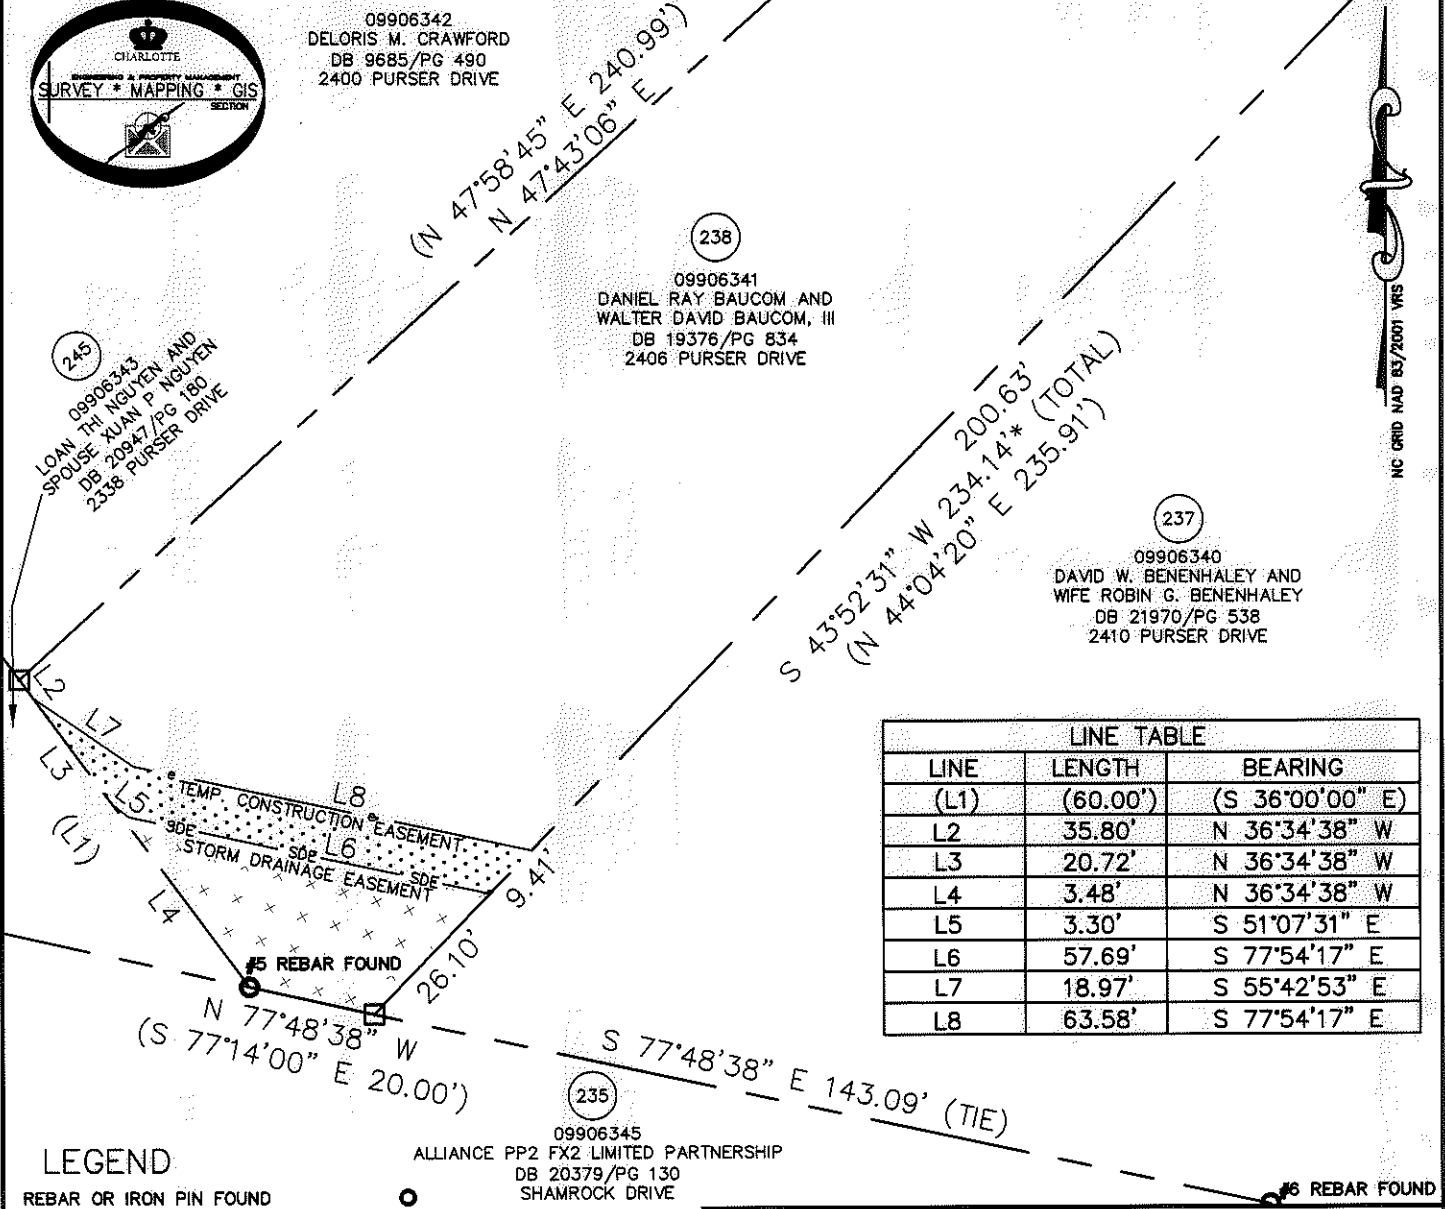 CHARLOTTE
ENGINEERING & PROPERTY MANAGEMENT
SURVEY * MAPPING * GIS
SECTION
09906342
DELORIS M. CRAWFORD
DB 9685/PG 490
2400 PURSER DRIVE
(N 47°58'45" E 240.99')
N 47°43'06" E
238
09906341
DANIEL RAY BAUCOM AND
WALTER DAVID BAUCOM, III
DB 19376/PG 834
2406 PURSER DRIVE
NC GRID NAD 83/2001 VRS
245
09906343
LOAN THI NGUYEN AND
SPOUSE XUAN P NGUYEN
DB 20947/PG 180
2338 PURSER DRIVE
200.63'
S 43°52'31" W 234.14'* (TOTAL)
(N 44°04'20" E 235.91')
237
09906340
DAVID W. BENENHALEY AND
WIFE ROBIN G. BENENHALEY
DB 21970/PG 538
2410 PURSER DRIVE
L2
L7
L3
L5
(L1)
L8
TEMP. CONSTRUCTION EASEMENT
L6
SDE
SDE
SDE
STORM DRAINAGE EASEMENT
L4
9.41'
26.10'
#5 REBAR FOUND
N 77°48'38" W
(S 77°14'00" E 20.00')
S 77°48'38" E 143.09' (TIE)
LINE TABLE
LINE LENGTH BEARING
(L1) (60.00') (S 36°00'00" E)
L2 35.80' N 36°34'38" W
L3 20.72' N 36°34'38" W
L4 3.48' N 36°34'38" W
L5 3.30' S 51°07'31" E
L6 57.69' S 77°54'17" E
L7 18.97' S 55°42'53" E
L8 63.58' S 77°54'17" E
235
09906345
ALLIANCE PP2 FX2 LIMITED PARTNERSHIP
DB 20379/PG 130
SHAMROCK DRIVE
#6 REBAR FOUND
LEGEND
REBAR OR IRON PIN FOUND